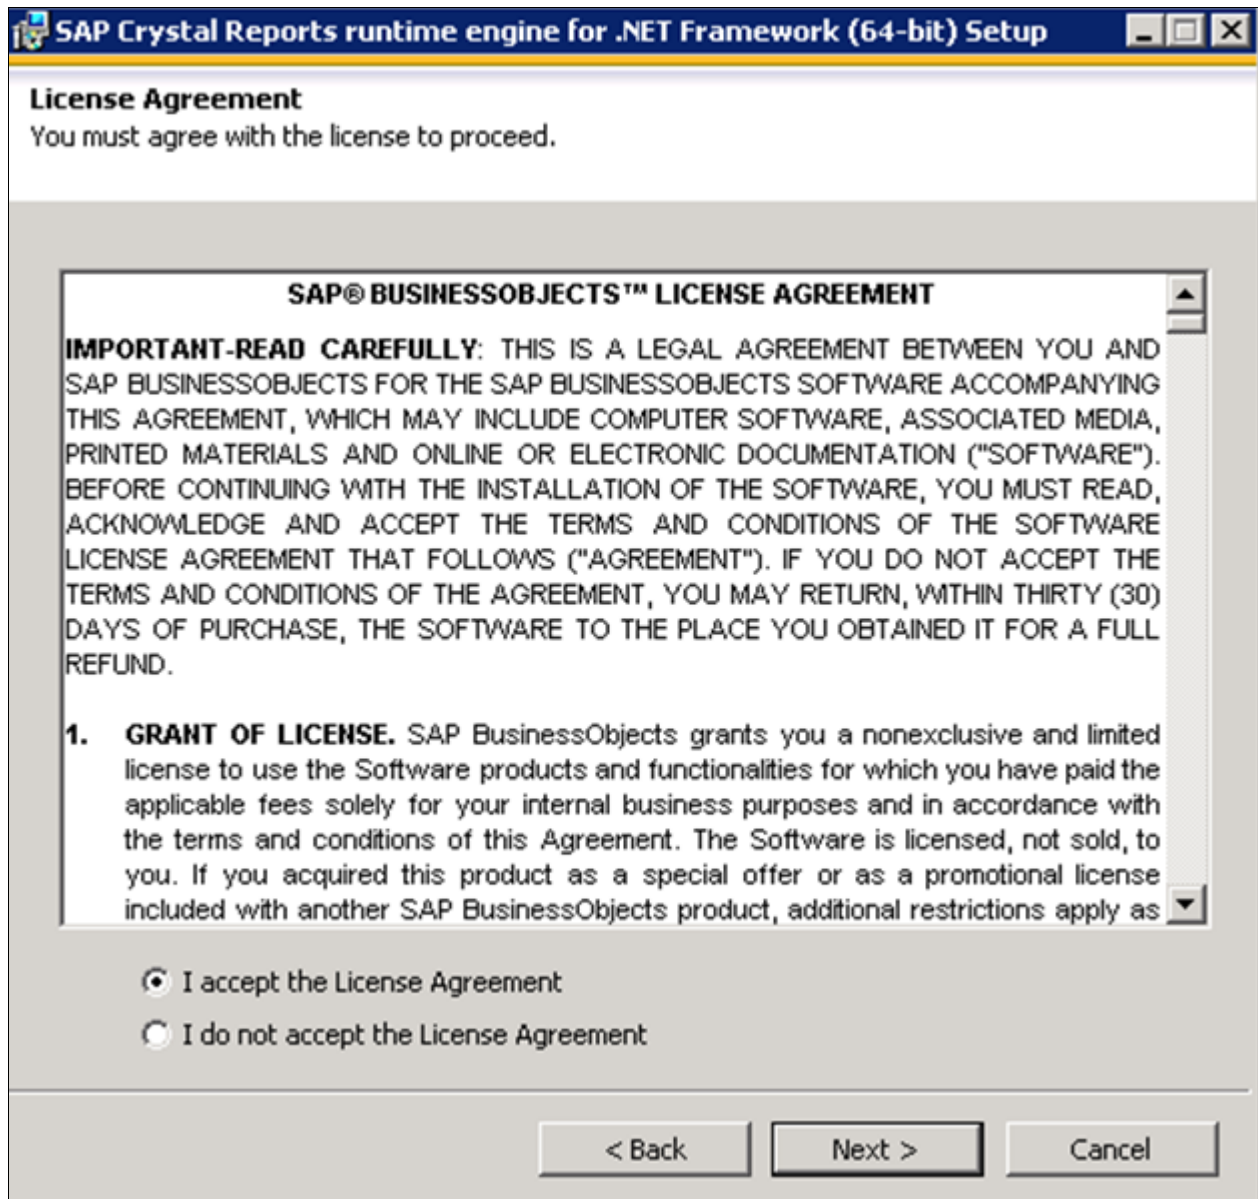 SAP Crystal Reports runtime engine for .NET Framework (64-bit) Setup
License Agreement
You must agree with the license to proceed.
SAP® BUSINESSOBJECTS™ LICENSE AGREEMENT
IMPORTANT-READ CAREFULLY: THIS IS A LEGAL AGREEMENT BETWEEN YOU AND
SAP BUSINESSOBJECTS FOR THE SAP BUSINESSOBJECTS SOFTWARE ACCOMPANYING
THIS AGREEMENT, WHICH MAY INCLUDE COMPUTER SOFTWARE, ASSOCIATED MEDIA,
PRINTED MATERIALS AND ONLINE OR ELECTRONIC DOCUMENTATION ("SOFTWARE").
BEFORE CONTINUING WITH THE INSTALLATION OF THE SOFTWARE, YOU MUST READ,
ACKNOWLEDGE AND ACCEPT THE TERMS AND CONDITIONS OF THE SOFTWARE
LICENSE AGREEMENT THAT FOLLOWS ("AGREEMENT"). IF YOU DO NOT ACCEPT THE
TERMS AND CONDITIONS OF THE AGREEMENT, YOU MAY RETURN, WITHIN THIRTY (30)
DAYS OF PURCHASE, THE SOFTWARE TO THE PLACE YOU OBTAINED IT FOR A FULL
REFUND.
1. GRANT OF LICENSE. SAP BusinessObjects grants you a nonexclusive and limited
license to use the Software products and functionalities for which you have paid the
applicable fees solely for your internal business purposes and in accordance with
the terms and conditions of this Agreement. The Software is licensed, not sold, to
you. If you acquired this product as a special offer or as a promotional license
included with another SAP BusinessObjects product, additional restrictions apply as
I accept the License Agreement
I do not accept the License Agreement
< Back
Next >
Cancel